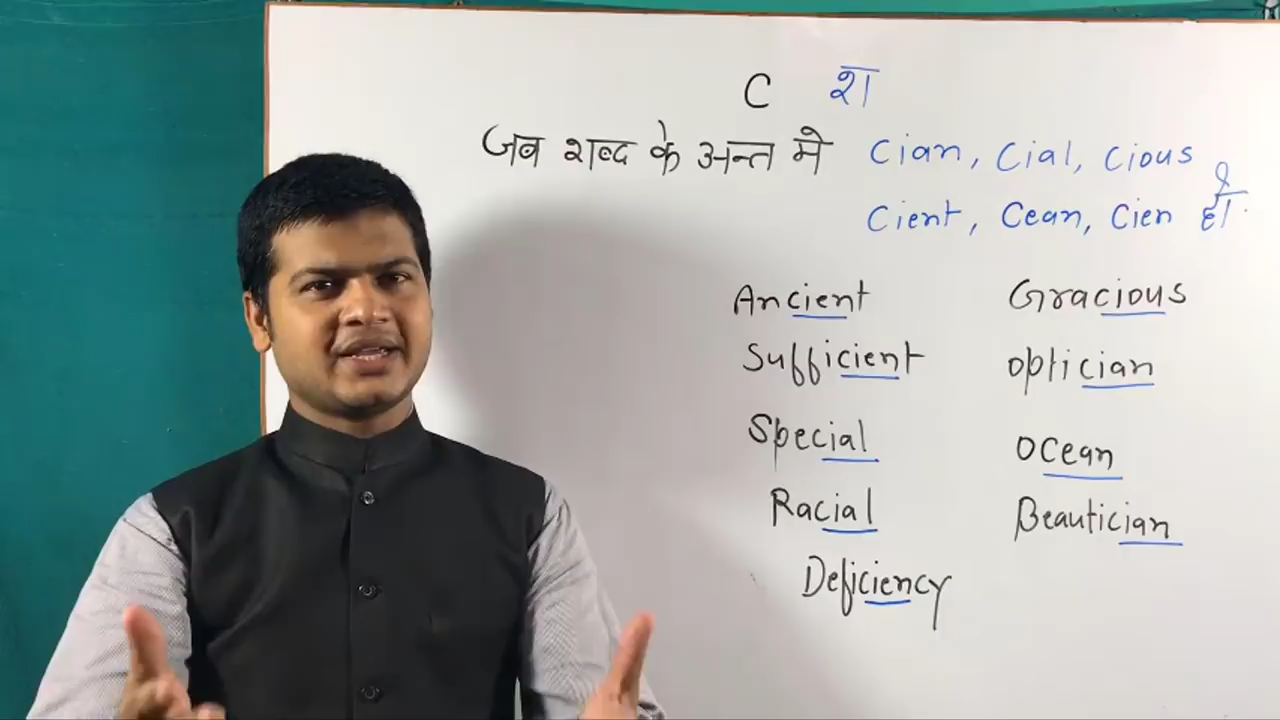 C श
जब शब्द के अन्त मे Cian, Cial, Cious
Cient, Cean, Cien हो
Ancient Gracious
Sufficient optician
Special ocean
Racial Beautician
Deficiency